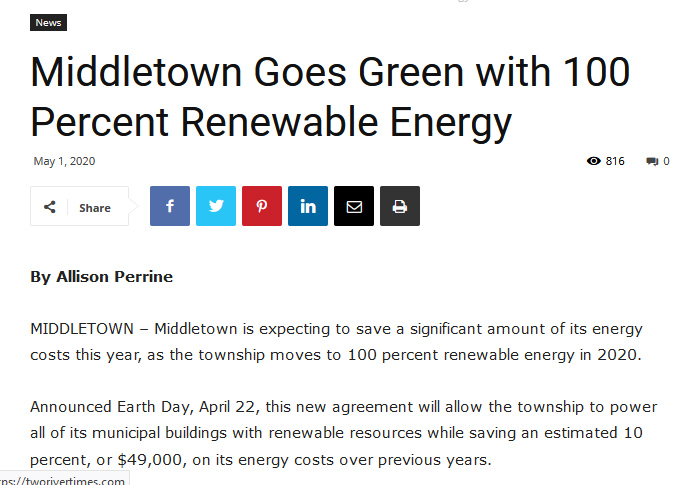 News
Middletown Goes Green with 100
Percent Renewable Energy
May 1, 2020 816 0
Share
By Allison Perrine
MIDDLETOWN – Middletown is expecting to save a significant amount of its energy
costs this year, as the township moves to 100 percent renewable energy in 2020.
Announced Earth Day, April 22, this new agreement will allow the township to power
all of its municipal buildings with renewable resources while saving an estimated 10
percent, or $49,000, on its energy costs over previous years.
ps://tworivertimes.com